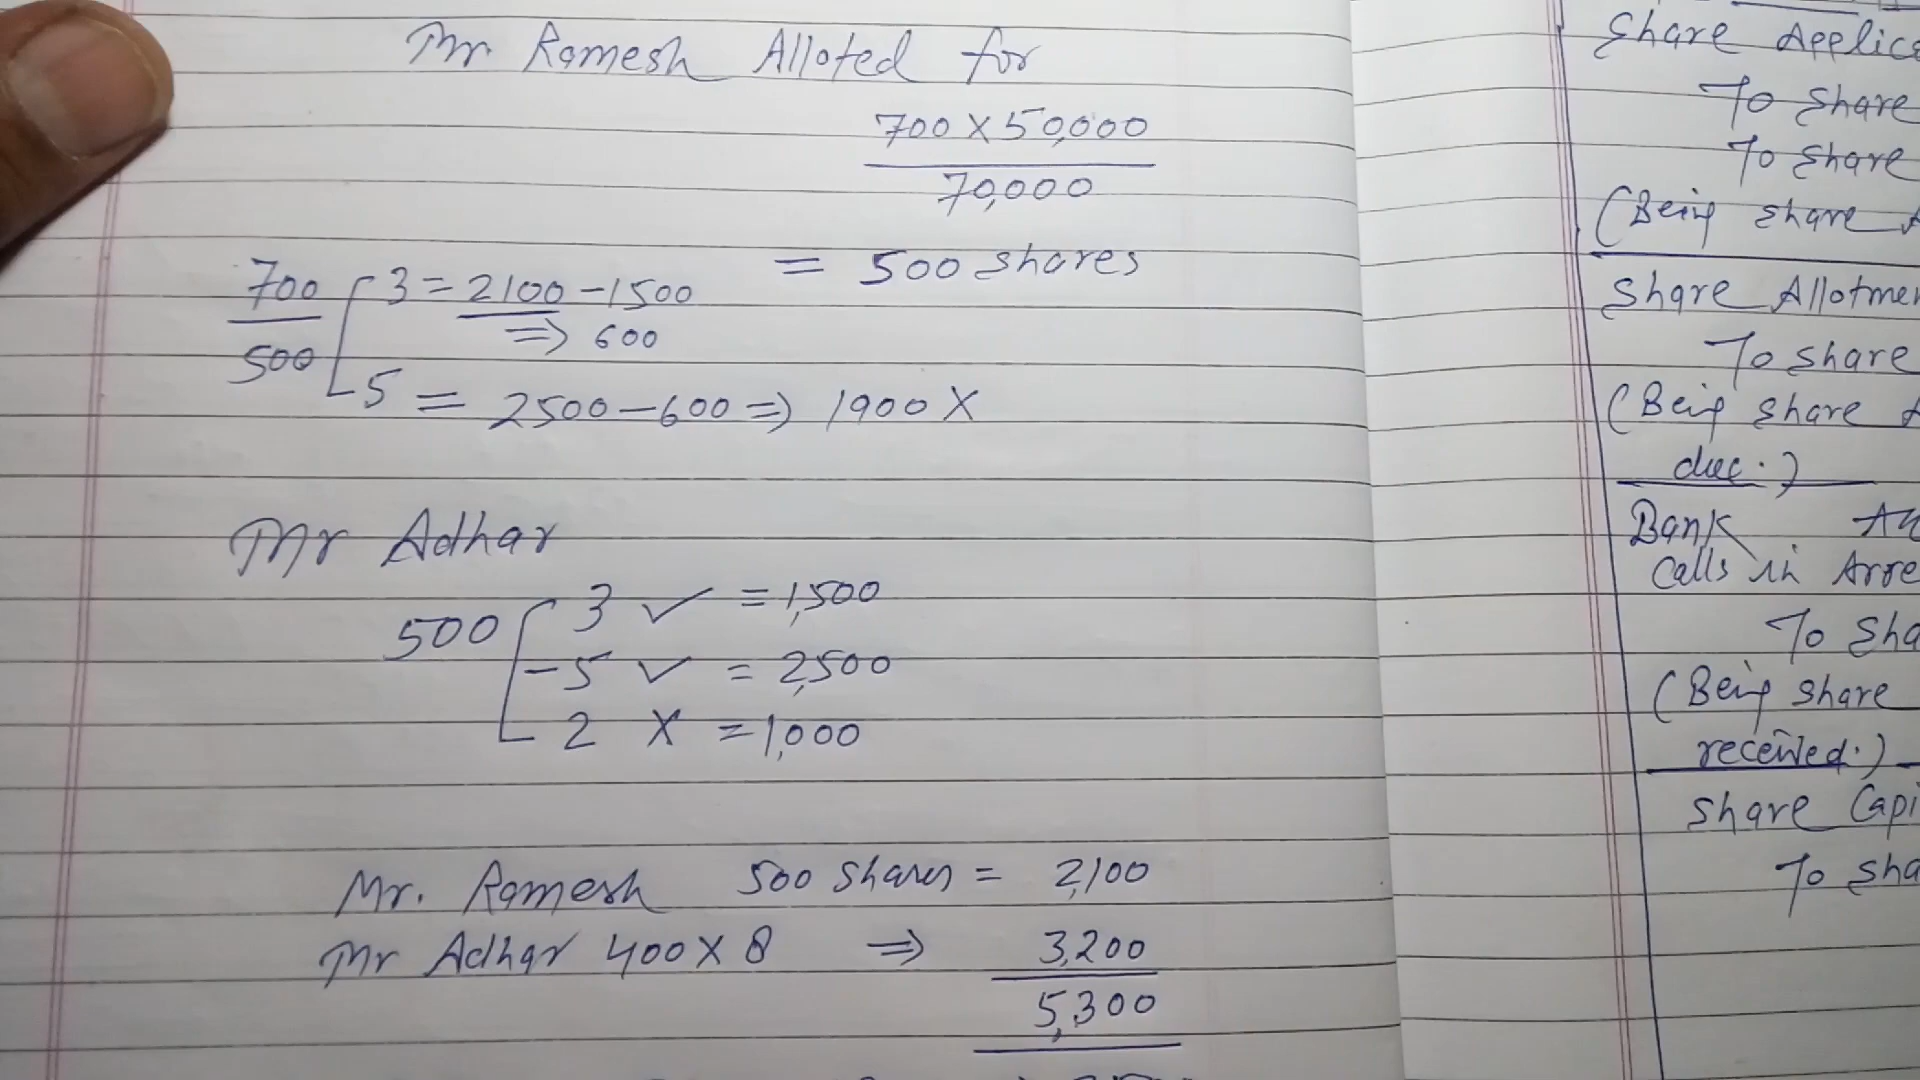 Mr. Ramesh Alloted for
700 X 50,000
70,000
= 500 shares
700 3 = 2100 - 1500
=> 600
500
5 = 2500 - 600 => 1900 X
Mr Adhar
500 3 ✓ = 1,500
- 5 ✓ = 2,500
2 X = 1,000
Mr. Ramesh 500 Shares = 2,100
Mr Adhar 400 X 8 => 3,200
5,300
Share Applica
To Share
To Share
(Being Share A
Share Allotmen
To Share
(Being Share A
due.)
Bank
Calls in Arre
To Sha
(Being Share
received.)
Share Capi
To Sha